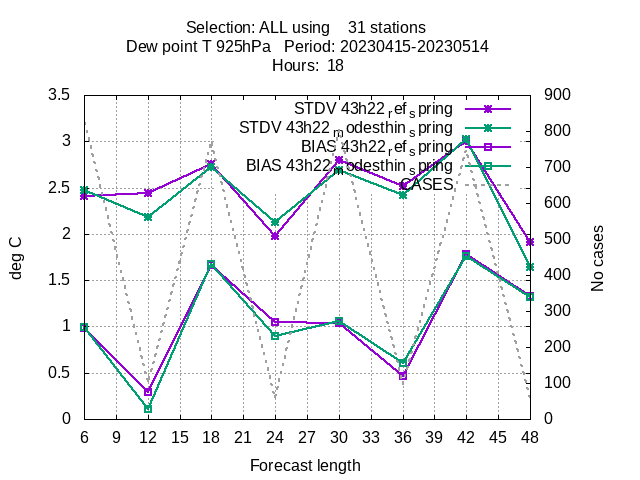 Selection: ALL using    31 stations
Dew point T 925hPa   Period: 20230415-20230514
Hours:  18
STDV 43h22_ref_spring
STDV 43h22_modesthin_spring
BIAS 43h22_ref_spring
BIAS 43h22_modesthin_spring
CASES
3.5
3
2.5
2
1.5
1
0.5
0
deg C
900
800
700
600
500
400
300
200
100
0
No cases
6 9 12 15 18 21 24 27 30 33 36 39 42 45 48
Forecast length